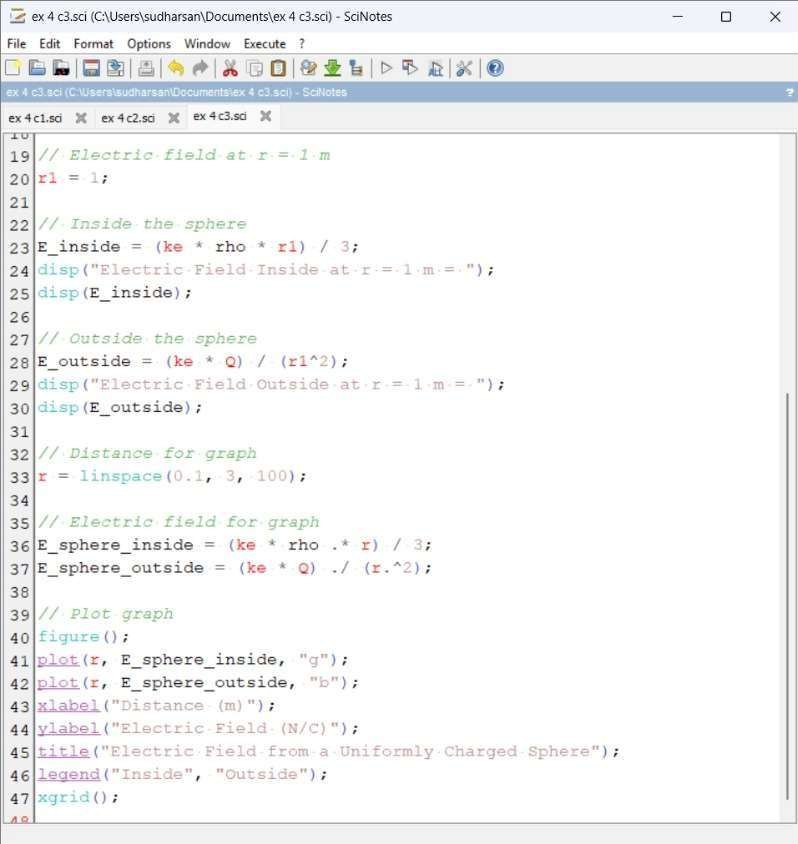 ex 4 c3.sci (C:\Users\sudharsan\Documents\ex 4 c3.sci) - SciNotes
File Edit Format Options Window Execute ?
ex 4 c3.sci (C:\Users\sudharsan\Documents\ex 4 c3.sci) - SciNotes ?
ex 4 c1.sci ex 4 c2.sci ex 4 c3.sci
18
19 // Electric field at r = 1 m
20 r1 = 1;
21
22 // Inside the sphere
23 E_inside = (ke * rho * r1) / 3;
24 disp("Electric Field Inside at r = 1 m = ");
25 disp(E_inside);
26
27 // Outside the sphere
28 E_outside = (ke * Q) / (r1^2);
29 disp("Electric Field Outside at r = 1 m = ");
30 disp(E_outside);
31
32 // Distance for graph
33 r = linspace(0.1, 3, 100);
34
35 // Electric field for graph
36 E_sphere_inside = (ke * rho .* r) / 3;
37 E_sphere_outside = (ke * Q) ./ (r.^2);
38
39 // Plot graph
40 figure();
41 plot(r, E_sphere_inside, "g");
42 plot(r, E_sphere_outside, "b");
43 xlabel("Distance (m)");
44 ylabel("Electric Field (N/C)");
45 title("Electric Field from a Uniformly Charged Sphere");
46 legend("Inside", "Outside");
47 xgrid();
48